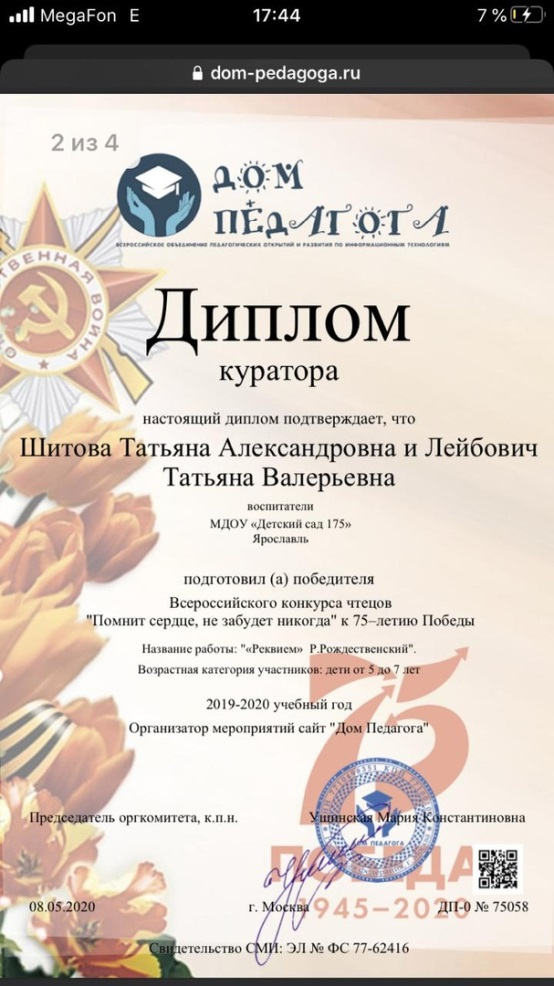 MegaFon E 17:44 7 %
dom-pedagoga.ru
2 из 4
ДОМ
ПЕДАГОГА
ВСЕРОССИЙСКОЕ ОБЪЕДИНЕНИЕ ПЕДАГОГИЧЕСКИХ ОТКРЫТИЙ И РАЗВИТИЯ ПО ИНФОРМАЦИОННЫМ ТЕХНОЛОГИЯМ
Диплом
куратора
настоящий диплом подтверждает, что
Шитова Татьяна Александровна и Лейбович
Татьяна Валерьевна
воспитатели
МДОУ «Детский сад 175»
Ярославль
подготовил (а) победителя
Всероссийского конкурса чтецов
"Помнит сердце, не забудет никогда" к 75–летию Победы
Название работы: "«Реквием» Р.Рождественский".
Возрастная категория участников: дети от 5 до 7 лет
75
2019-2020 учебный год
Организатор мероприятий сайт "Дом Педагога"
Председатель оргкомитета, к.п.н. Ущинская Мария Константиновна
ДОМ ПЕДАГОГА
ПОБЕДА
1945–2020
08.05.2020 г. Москва ДП-0 № 75058
Свидетельство СМИ: ЭЛ № ФС 77-62416